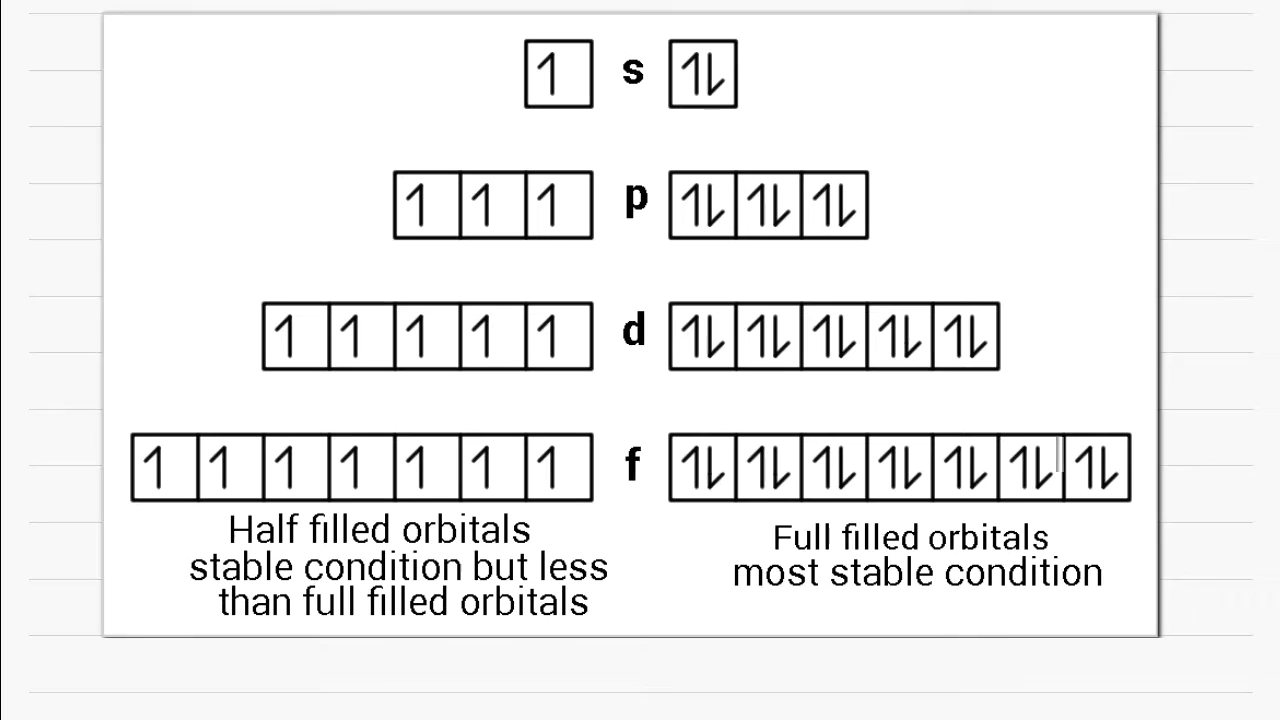 s
p
d
f
Half filled orbitals
stable condition but less
than full filled orbitals
Full filled orbitals
most stable condition